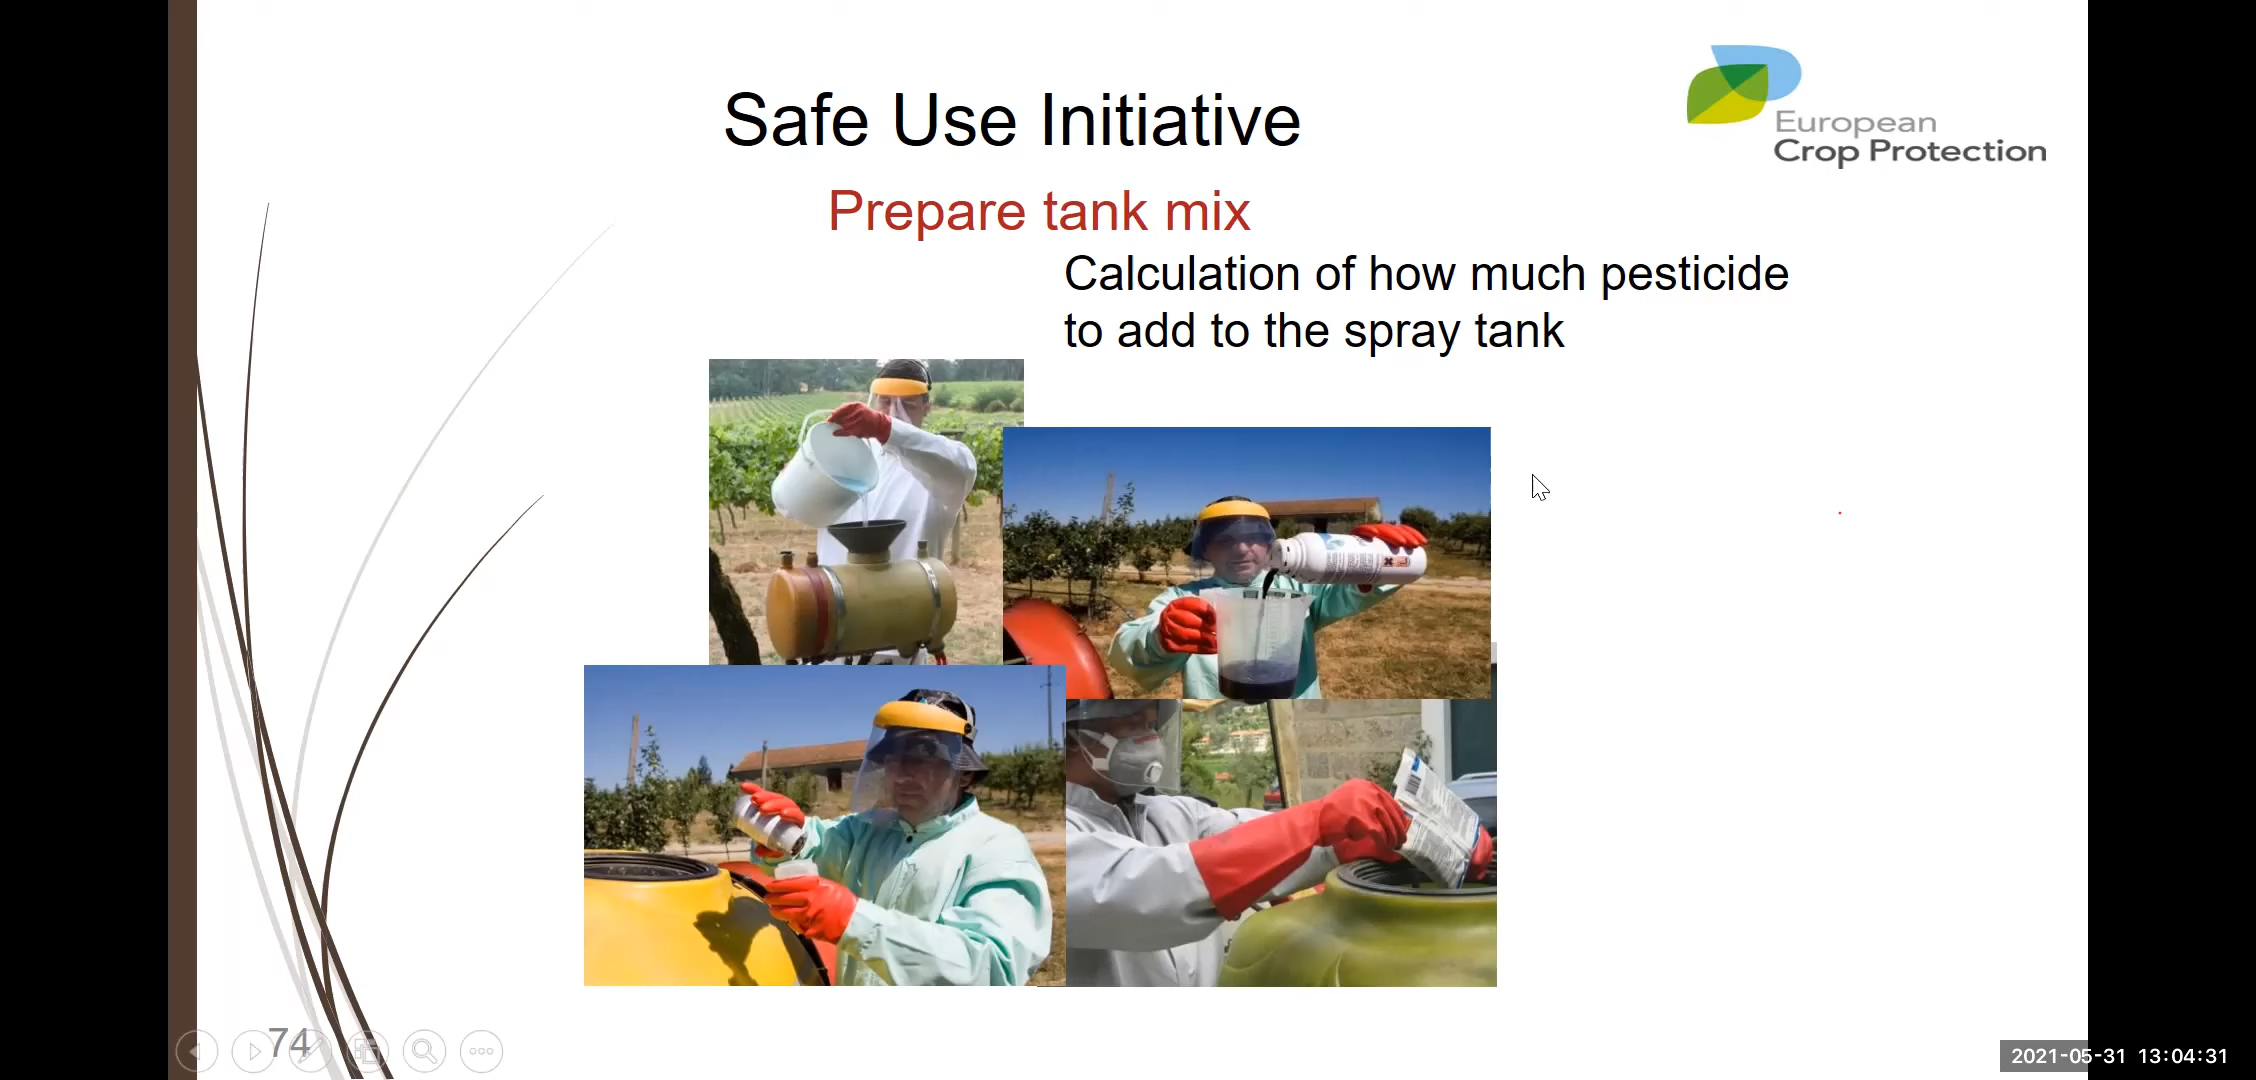 Safe Use Initiative
European
Crop Protection
Prepare tank mix
Calculation of how much pesticide
to add to the spray tank
74
2021-05-31 13:04:31